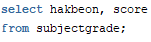 select hakbeon, score
from subjectgrade;